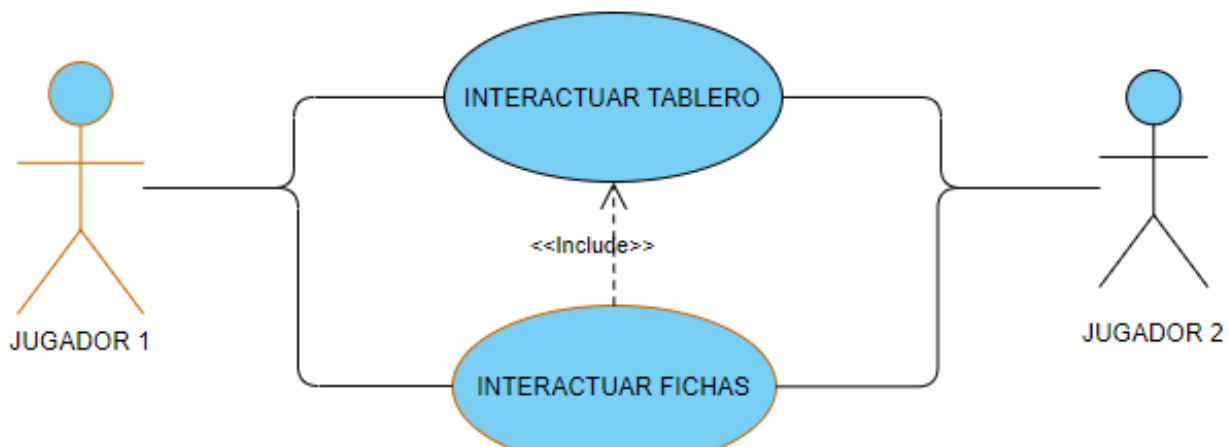 INTERACTUAR TABLERO
<<Include>>
JUGADOR 1
JUGADOR 2
INTERACTUAR FICHAS